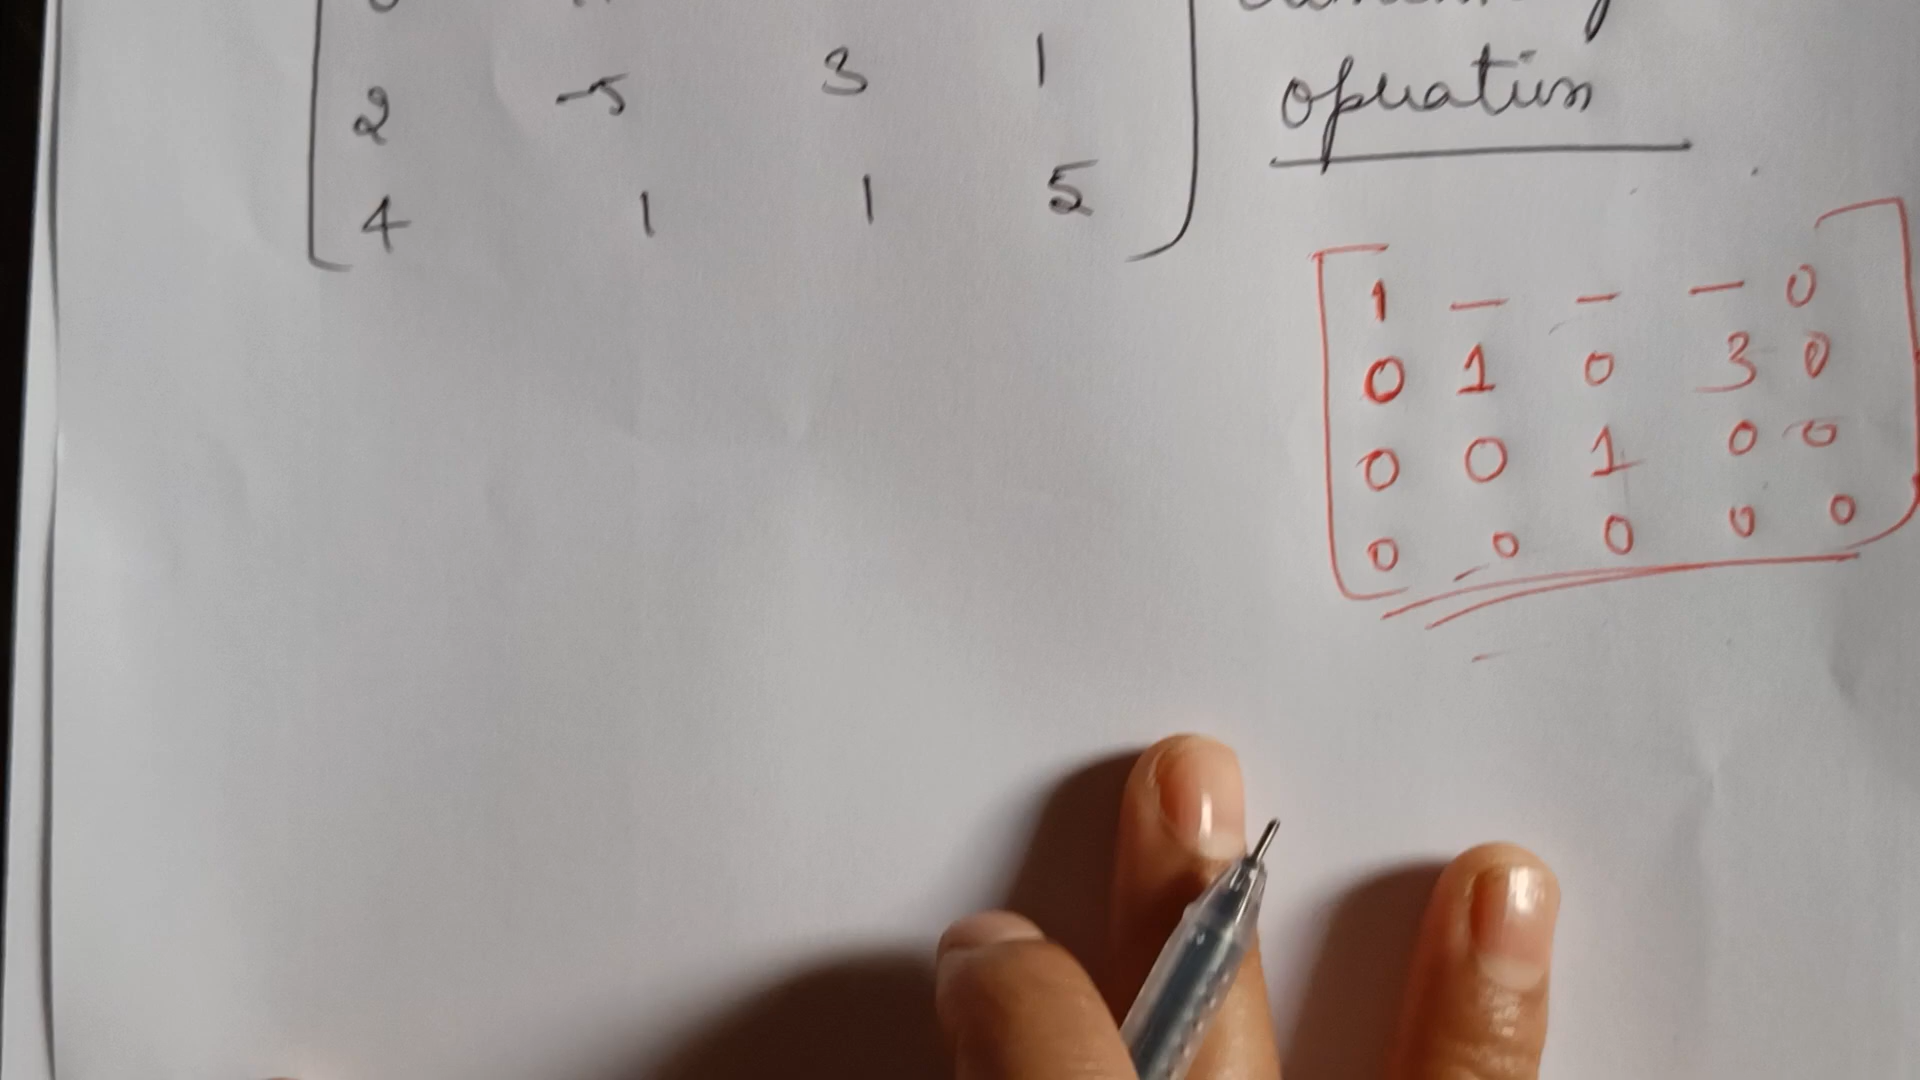 2 -5 3 1
operation
4 1 1 5
1 — — — 0
0 1 0 3 0
0 0 1 0 0
0 0 0 0 0